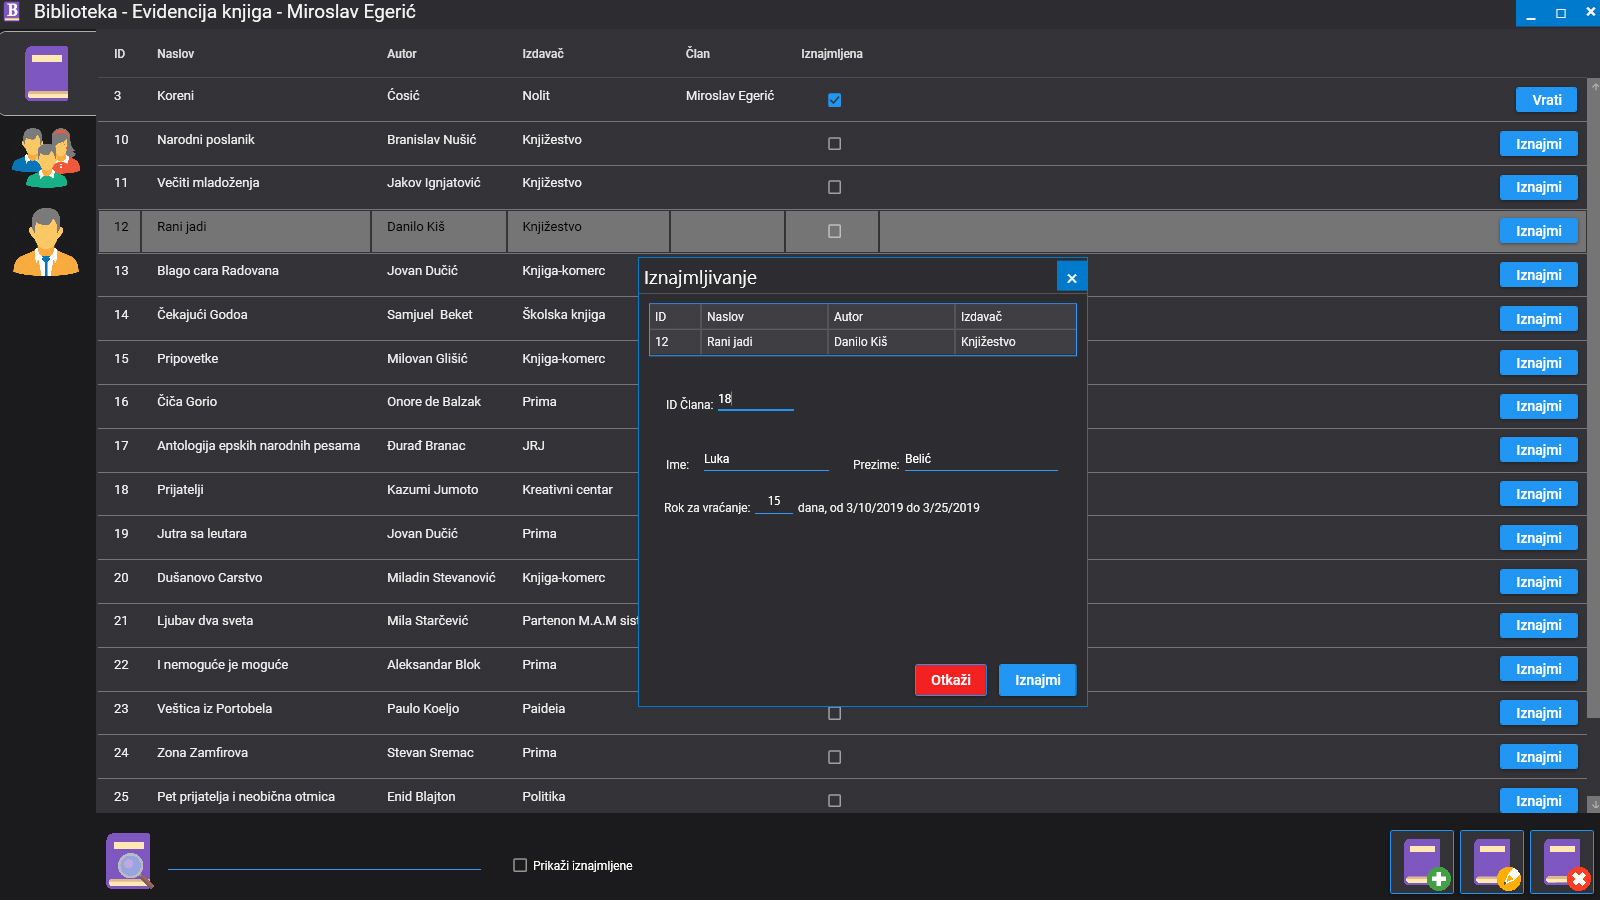 Biblioteka - Evidencija knjiga - Miroslav Egerić
ID Naslov Autor Izdavač Član Iznajmljena
3 Koreni Ćosić Nolit Miroslav Egerić Vrati
10 Narodni poslanik Branislav Nušić Knjižestvo Iznajmi
11 Večiti mladoženja Jakov Ignjatović Knjižestvo Iznajmi
12 Rani jadi Danilo Kiš Knjižestvo Iznajmi
13 Blago cara Radovana Jovan Dučić Knjiga-komerc Iznajmi
14 Čekajući Godoa Samjuel Beket Školska knjiga Iznajmi
15 Pripovetke Milovan Glišić Knjiga-komerc Iznajmi
16 Čiča Gorio Onore de Balzak Prima Iznajmi
17 Antologija epskih narodnih pesama Đurađ Branac JRJ Iznajmi
18 Prijatelji Kazumi Jumoto Kreativni centar Iznajmi
19 Jutra sa leutara Jovan Dučić Prima Iznajmi
20 Dušanovo Carstvo Miladin Stevanović Knjiga-komerc Iznajmi
21 Ljubav dva sveta Mila Starčević Partenon M.A.M sist Iznajmi
22 I nemoguće je moguće Aleksandar Blok Prima Iznajmi
23 Veštica iz Portobela Paulo Koeljo Paideia Iznajmi
24 Zona Zamfirova Stevan Sremac Prima Iznajmi
25 Pet prijatelja i neobična otmica Enid Blajton Politika Iznajmi
Iznajmljivanje
ID Naslov Autor Izdavač
12 Rani jadi Danilo Kiš Knjižestvo
ID Člana: 18
Ime: Luka Prezime: Belić
Rok za vraćanje: 15 dana, od 3/10/2019 do 3/25/2019
Otkaži Iznajmi
Prikaži iznajmljene